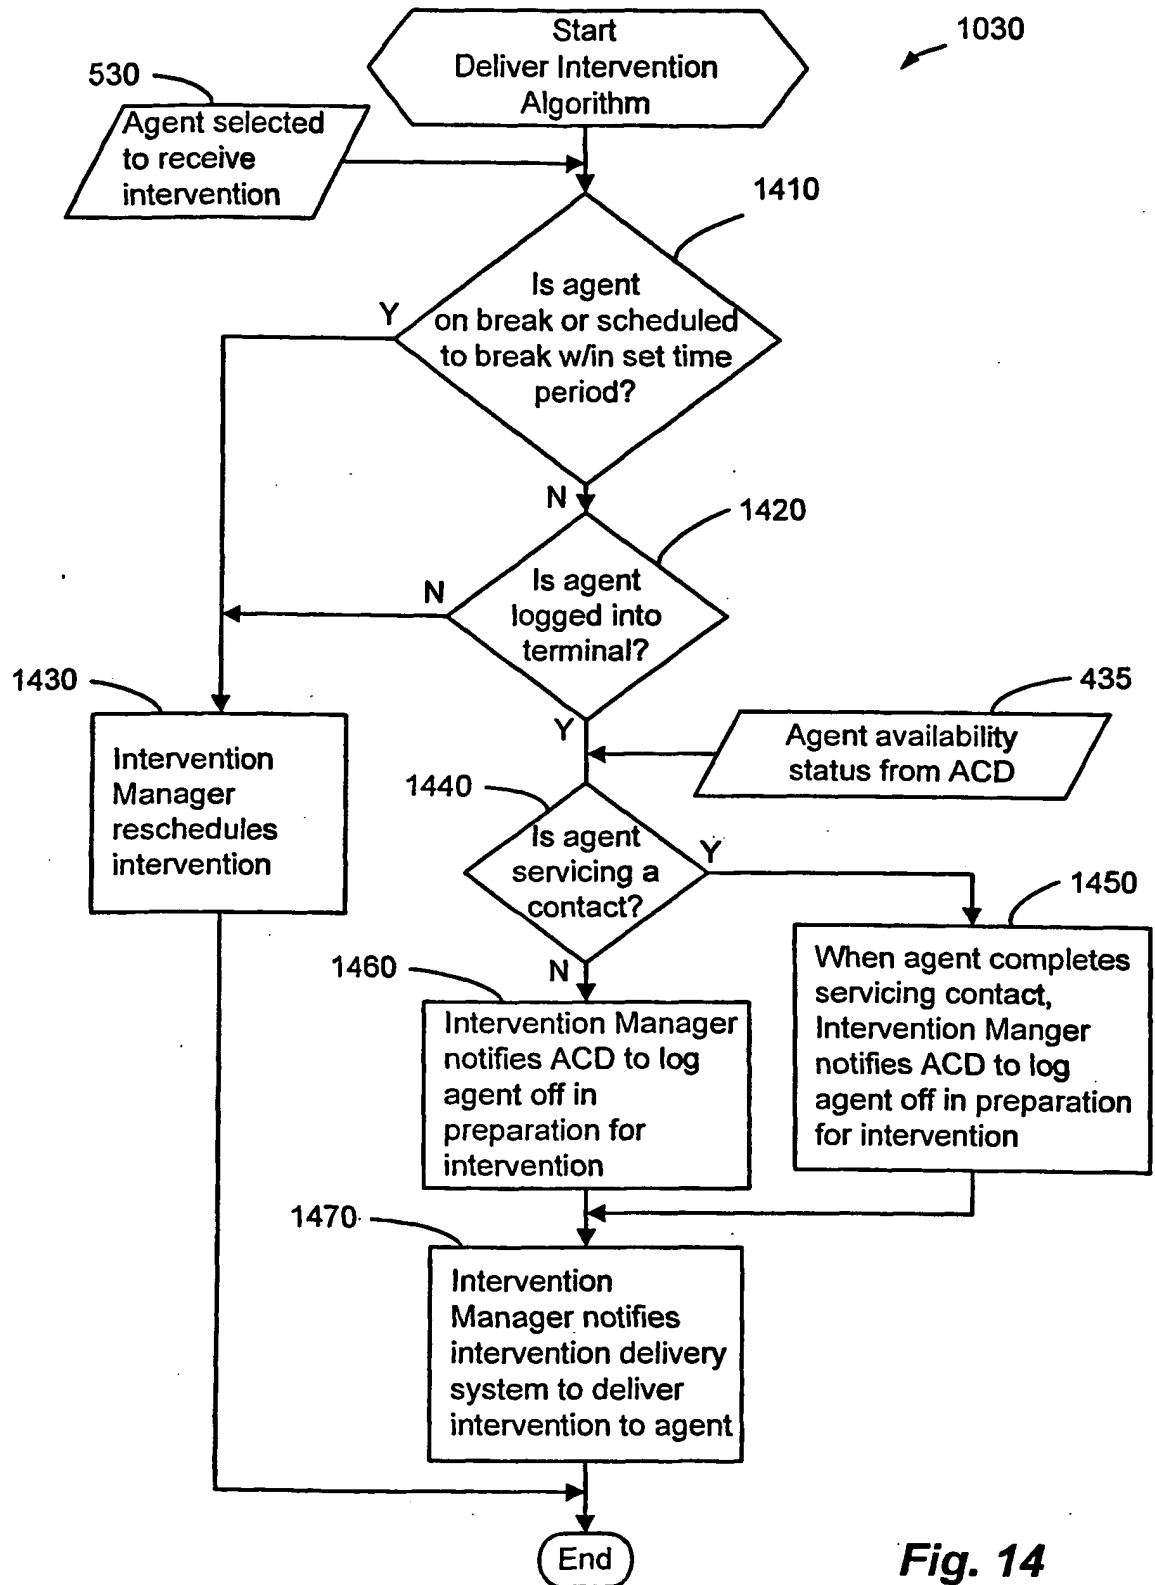 Start
Deliver Intervention
Algorithm
1030
530
Agent selected
to receive
intervention
1410
Is agent
on break or scheduled
to break w/in set time
period?
Y
N
1420
Is agent
logged into
terminal?
N
Y
1430
Intervention
Manager
reschedules
intervention
435
Agent availability
status from ACD
1440
Is agent
servicing a
contact?
Y
N
1450
When agent completes
servicing contact,
Intervention Manger
notifies ACD to log
agent off in preparation
for intervention
1460
Intervention Manager
notifies ACD to log
agent off in
preparation for
intervention
1470
Intervention
Manager notifies
intervention delivery
system to deliver
intervention to agent
End
Fig. 14